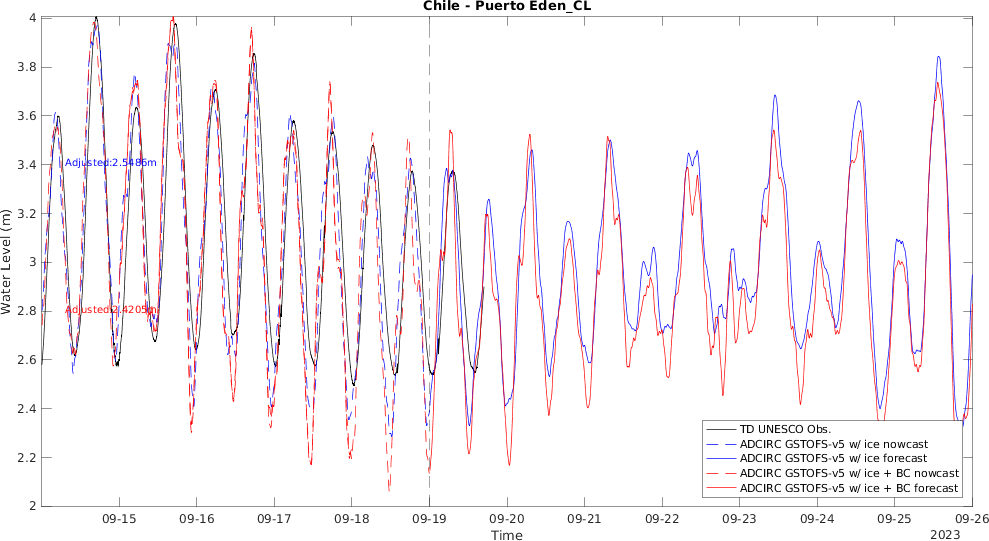 Chile - Puerto Eden_CL
Water Level (m)
4
3.8
3.6
3.4
3.2
3
2.8
2.6
2.4
2.2
2
Adjusted:2.5486m
Adjusted:2.4205m
TD UNESCO Obs.
ADCIRC GSTOFS-v5 w/ ice nowcast
ADCIRC GSTOFS-v5 w/ ice forecast
ADCIRC GSTOFS-v5 w/ ice + BC nowcast
ADCIRC GSTOFS-v5 w/ ice + BC forecast
09-15 09-16 09-17 09-18 09-19 09-20 09-21 09-22 09-23 09-24 09-25 09-26
Time
2023